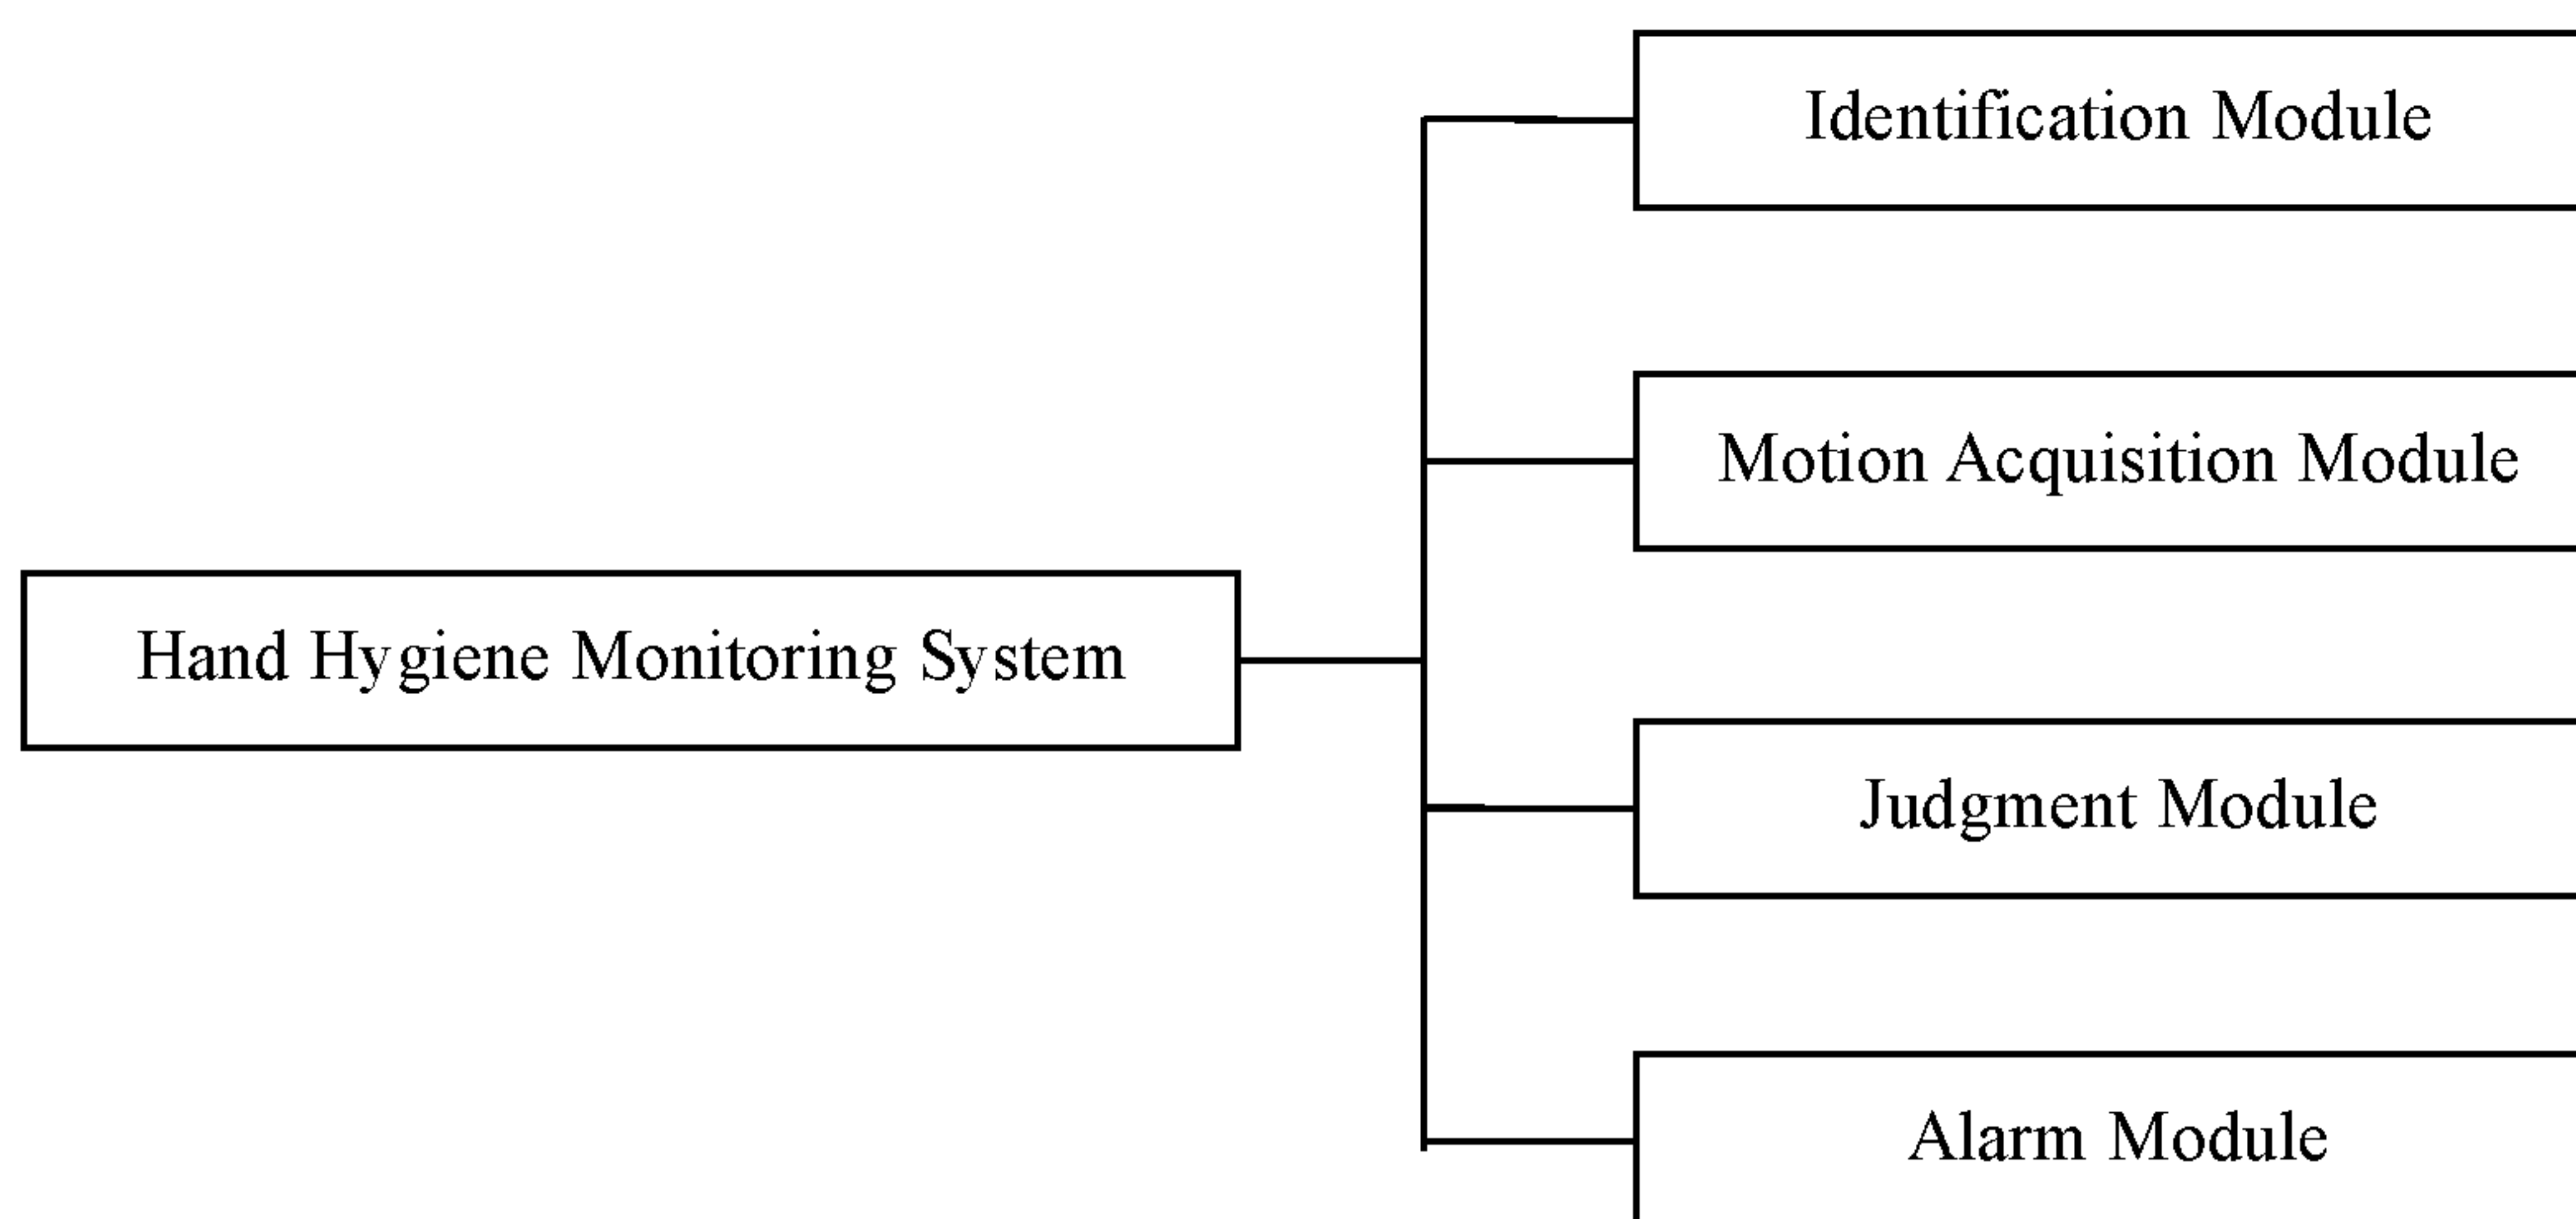 Identification Module
Motion Acquisition Module
Hand Hygiene Monitoring System
Judgment Module
Alarm Module